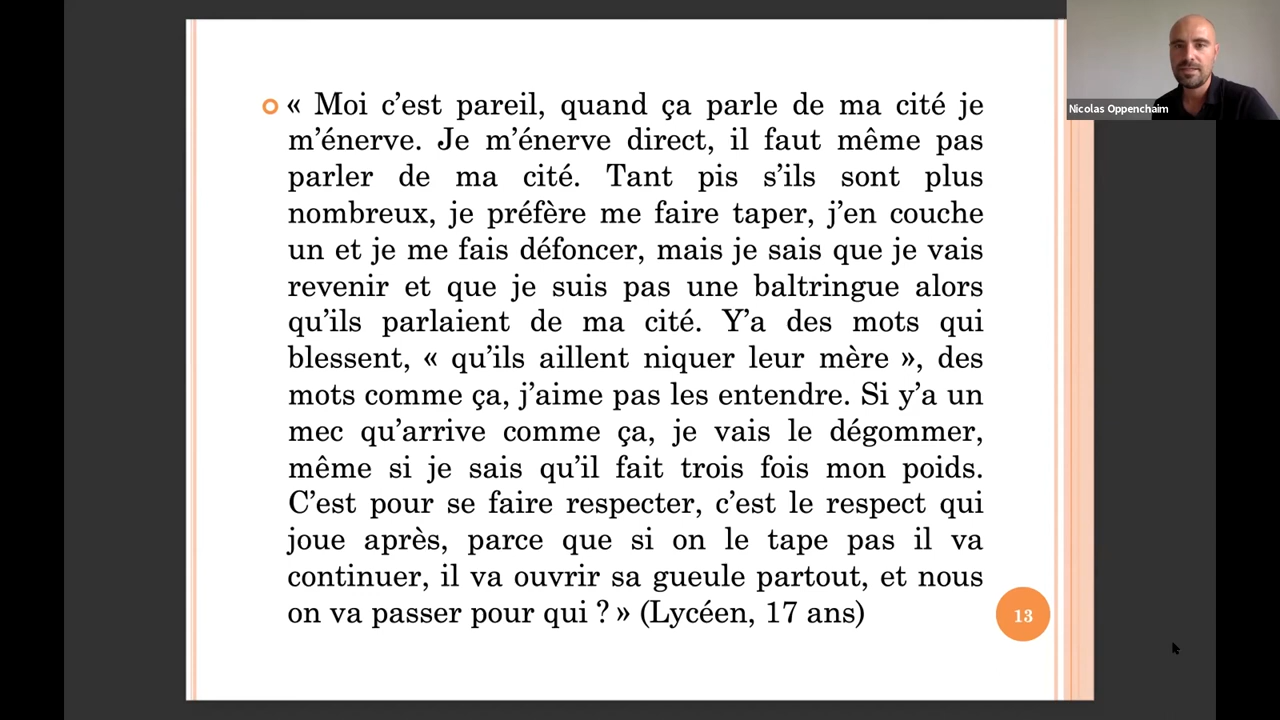 « Moi c’est pareil, quand ça parle de ma cité je
m’énerve. Je m’énerve direct, il faut même pas
parler de ma cité. Tant pis s’ils sont plus
nombreux, je préfère me faire taper, j’en couche
un et je me fais défoncer, mais je sais que je vais
revenir et que je suis pas une baltringue alors
qu’ils parlaient de ma cité. Y’a des mots qui
blessent, « qu’ils aillent niquer leur mère », des
mots comme ça, j’aime pas les entendre. Si y’a un
mec qu’arrive comme ça, je vais le dégommer,
même si je sais qu’il fait trois fois mon poids.
C’est pour se faire respecter, c’est le respect qui
joue après, parce que si on le tape pas il va
continuer, il va ouvrir sa gueule partout, et nous
on va passer pour qui ? » (Lycéen, 17 ans)
13
Nicolas Oppenchaim